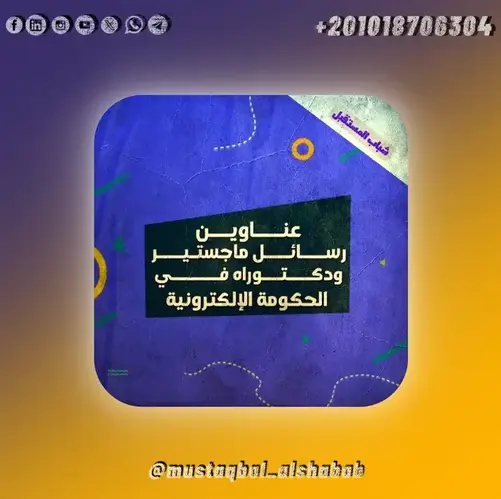 +201018706304
شباب المستقبل
عناوين
رسائل ماجستير
ودكتوراه في
الحكومة الإلكترونية
@mustaqbal_alshabab